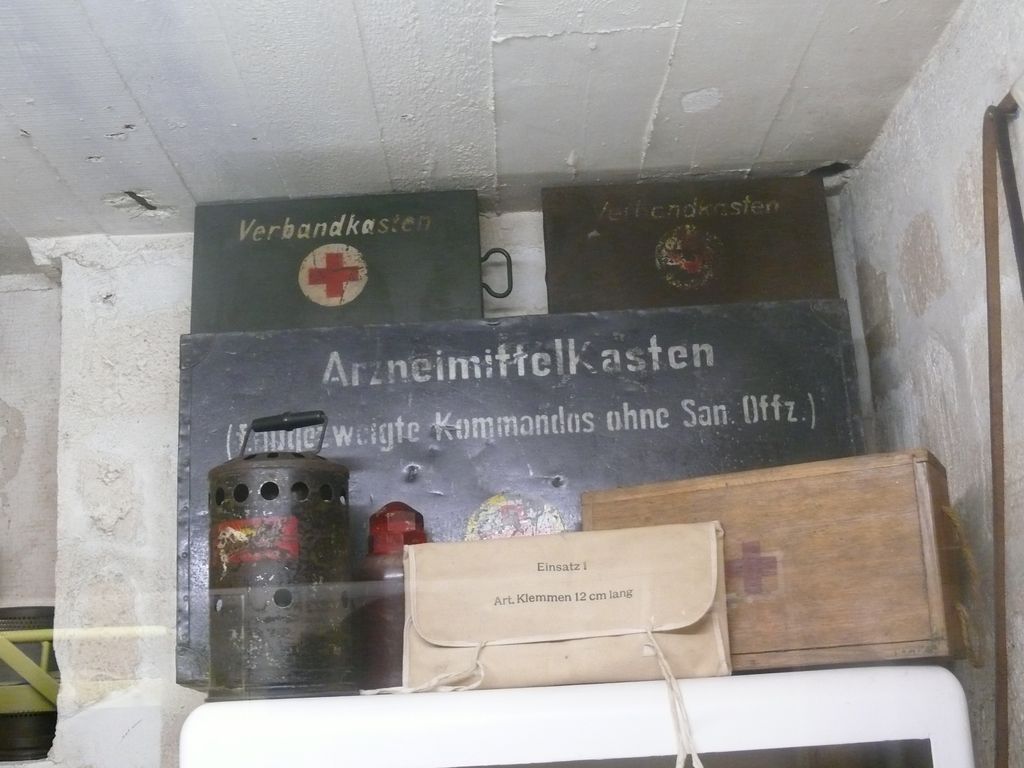 Verbandkasten
Verbandkasten
Arzneimittelkasten
Kommandos ohne San. Offz.)
Einsatz 1
Art. Klemmen 12 cm lang